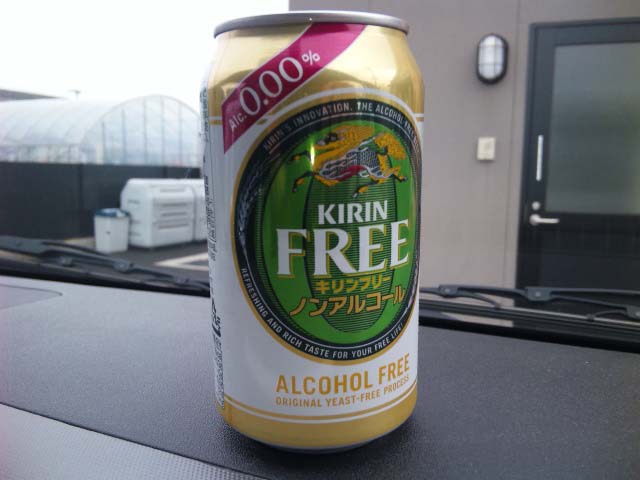 Alc. 0.00%
KIRIN'S INNOVATION. THE ALCOHOL FREE
KIRIN
FREE
キリンフリー
ノンアルコール
REFRESHING AND RICH TASTE FOR YOUR FREE LIFE!
ALCOHOL FREE
ORIGINAL YEAST-FREE PROCESS